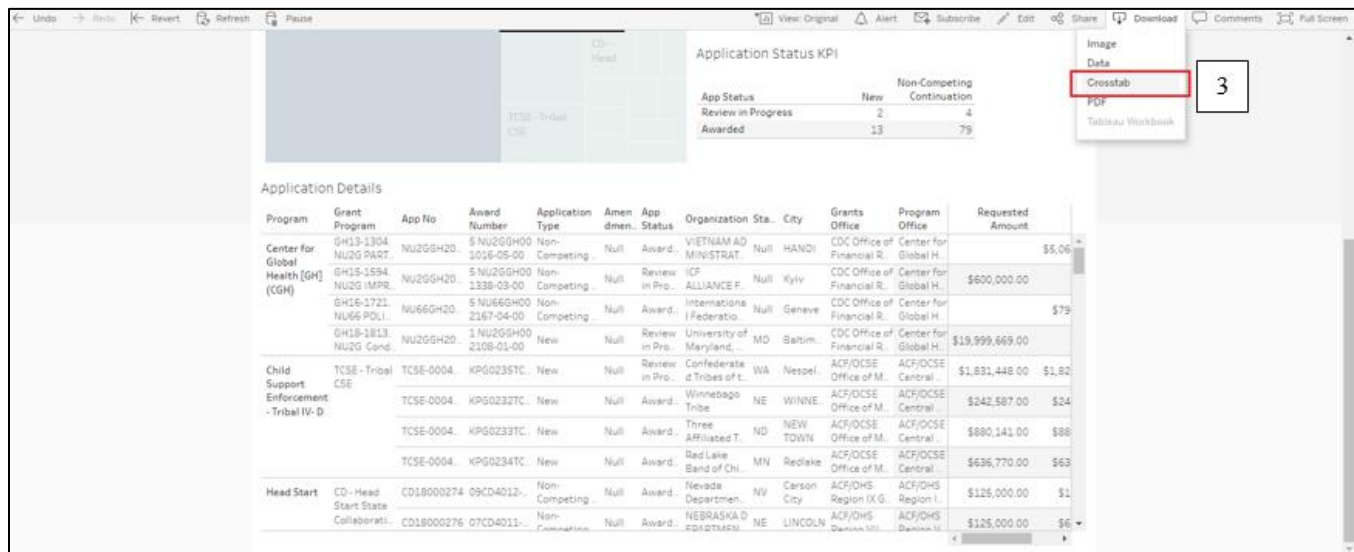 Undo Redo Revert Refresh Pause View: Original Alert Subscribe Edit Share Download Comments Full Screen
Image
Data
Crosstab
PDF
Tableau Workbook
3
CD - Head
TCSE - Tribal CSE
Application Status KPI
App Status New Non-Competing Continuation
Review in Progress 2 4
Awarded 13 79
Application Details
Program Grant Program App No Award Number Application Type Amen dmen.. App Status Organization Sta.. City Grants Office Program Office Requested Amount
Center for Global Health [GH] (CGH) GH13-1304. NU2G PART.. NU2GGH20.. 5 NU2GGH00 1016-05-00 Non-Competing .. Null Award.. VIETNAM AD MINISTRAT.. Null HANOI CDC Office of Financial R.. Center for Global H.. $5,06
GH15-1594. NU2G IMPR.. NU2GGH20.. 5 NU2GGH00 1338-03-00 Non-Competing .. Null Review in Pro.. ICF ALLIANCE F.. Null Kyiv CDC Office of Financial R.. Center for Global H.. $600,000.00
GH16-1721. NU66 POLI.. NU66GH20.. 5 NU66GH00 2167-04-00 Non-Competing .. Null Award.. Internationa l Federatio.. Null Geneve CDC Office of Financial R.. Center for Global H.. $79
GH18-1813. NU2G Cond.. NU2GGH20.. 1 NU2GGH00 2108-01-00 New Null Review in Pro.. University of Maryland, .. MD Baltim.. CDC Office of Financial R.. Center for Global H.. $19,999,669.00
Child Support Enforcement - Tribal IV- D TCSE - Tribal CSE TCSE-0004.. KPG0235TC.. New Null Review in Pro.. Confederate d Tribes of t.. WA Nespel.. ACF/OCSE Office of M.. ACF/OCSE Central .. $1,831,448.00 $1,82
TCSE-0004.. KPG0232TC.. New Null Award.. Winnebago Tribe NE WINNE.. ACF/OCSE Office of M.. ACF/OCSE Central .. $242,587.00 $24
TCSE-0004.. KPG0233TC.. New Null Award.. Three Affiliated T.. ND NEW TOWN ACF/OCSE Office of M.. ACF/OCSE Central .. $880,141.00 $88
TCSE-0004.. KPG0234TC.. New Null Award.. Red Lake Band of Chi.. MN Redlake ACF/OCSE Office of M.. ACF/OCSE Central .. $636,770.00 $63
Head Start CD - Head Start State Collaborati.. CD18000274 09CD4012-.. Non-Competing .. Null Award.. Nevada Departmen.. NV Carson City ACF/OHS Region IX G.. ACF/OHS Region I.. $125,000.00 $1
CD18000276 07CD4011-.. Non- Null Award.. NEBRASKA D NE LINCOLN ACF/OHS ACF/OHS $125,000.00 $6